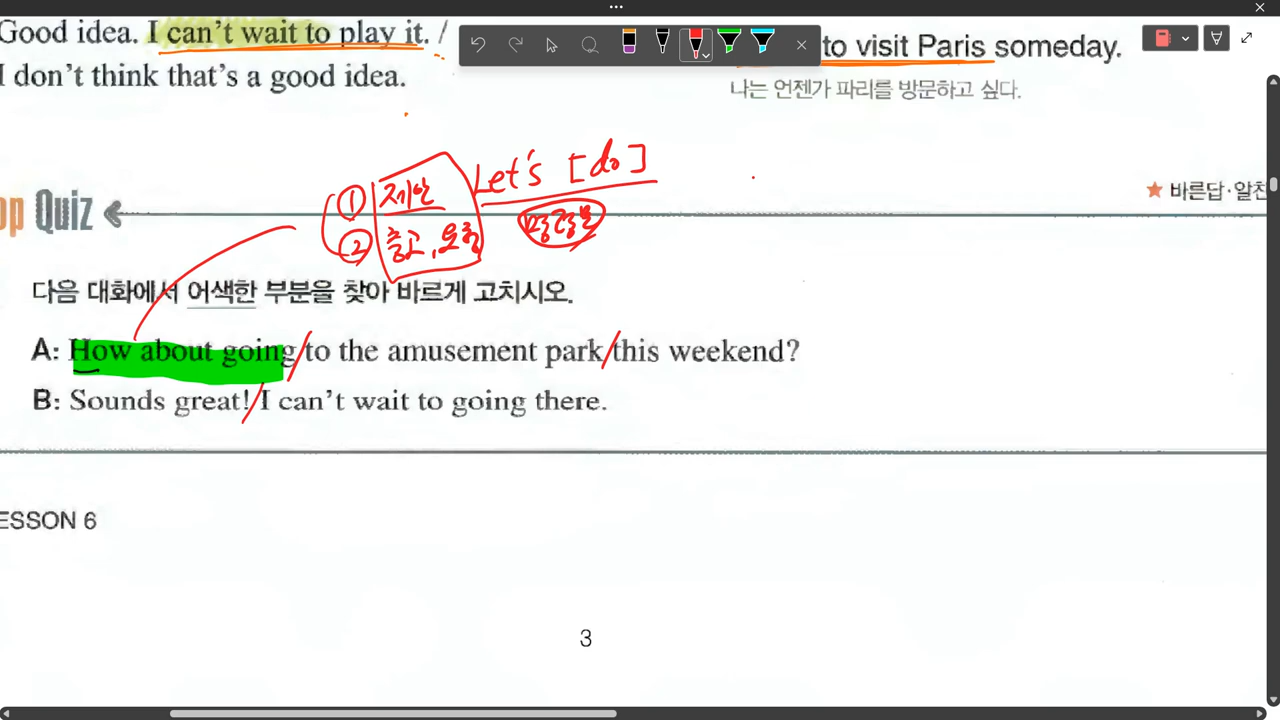 Good idea. I can't wait to play it. /
I don't think that's a good idea.
to visit Paris someday.
나는 언젠가 파리를 방문하고 싶다.
① 제안
② 충고,
Let's [do]
op Quiz
★ 바른답·알찬
다음 대화에서 어색한 부분을 찾아 바르게 고치시오.
A: How about going/to the amusement park/this weekend?
B: Sounds great!/I can't wait to going there.
ESSON 6
3